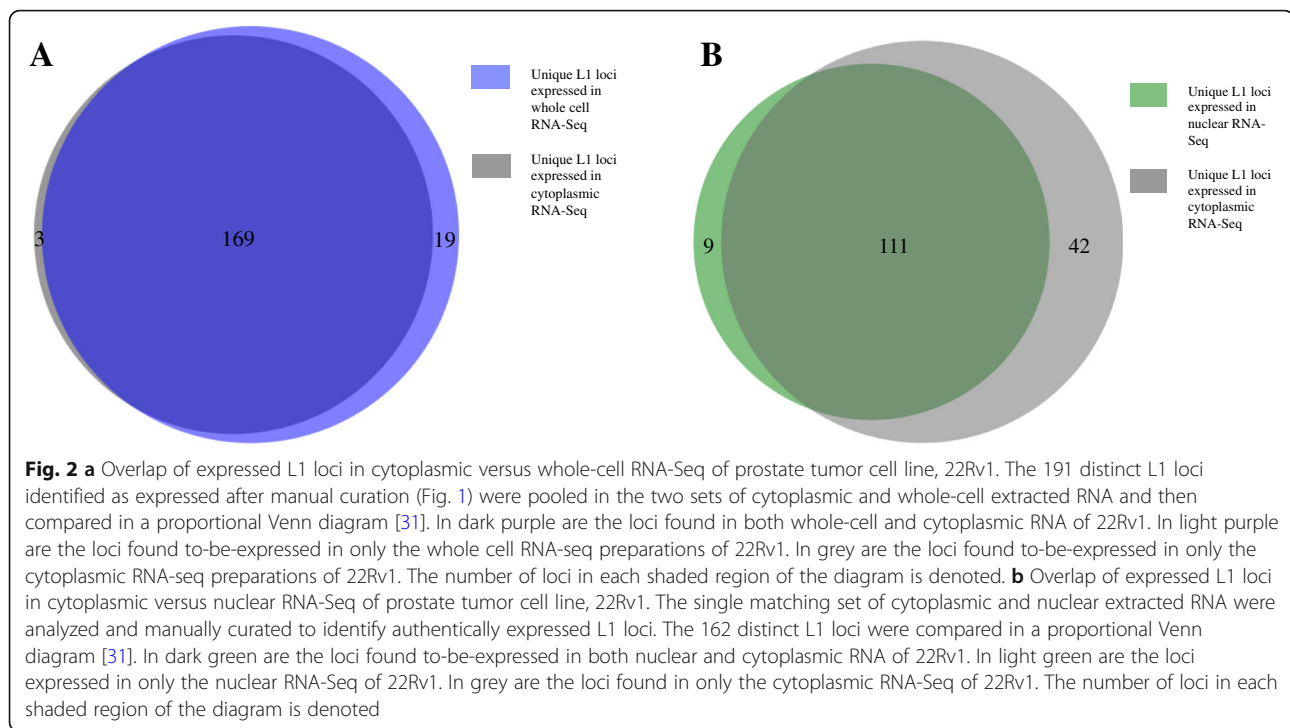 A
Unique L1 loci
expressed in
whole cell
RNA-Seq
Unique L1 loci
expressed in
cytoplasmic
RNA-Seq
3
169
19
B
Unique L1 loci
expressed in
nuclear RNA-
Seq
Unique L1 loci
expressed in
cytoplasmic
RNA-Seq
9
111
42
Fig. 2 a Overlap of expressed L1 loci in cytoplasmic versus whole-cell RNA-Seq of prostate tumor cell line, 22Rv1. The 191 distinct L1 loci
identified as expressed after manual curation (Fig. 1) were pooled in the two sets of cytoplasmic and whole-cell extracted RNA and then
compared in a proportional Venn diagram [31]. In dark purple are the loci found in both whole-cell and cytoplasmic RNA of 22Rv1. In light purple
are the loci found to-be-expressed in only the whole cell RNA-seq preparations of 22Rv1. In grey are the loci found to-be-expressed in only the
cytoplasmic RNA-seq preparations of 22Rv1. The number of loci in each shaded region of the diagram is denoted. b Overlap of expressed L1 loci
in cytoplasmic versus nuclear RNA-Seq of prostate tumor cell line, 22Rv1. The single matching set of cytoplasmic and nuclear extracted RNA were
analyzed and manually curated to identify authentically expressed L1 loci. The 162 distinct L1 loci were compared in a proportional Venn
diagram [31]. In dark green are the loci found to-be-expressed in both nuclear and cytoplasmic RNA of 22Rv1. In light green are the loci
expressed in only the nuclear RNA-Seq of 22Rv1. In grey are the loci found in only the cytoplasmic RNA-Seq of 22Rv1. The number of loci in each
shaded region of the diagram is denoted